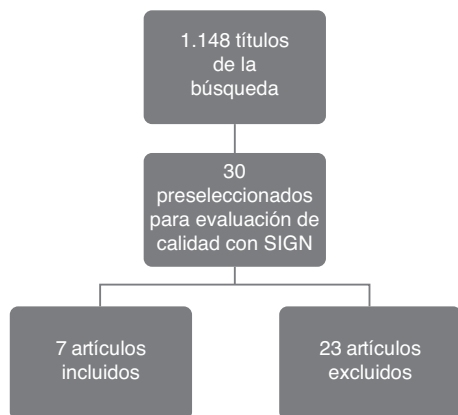 1.148 títulos
de la
búsqueda
30
preseleccionados
para evaluación de
calidad con SIGN
7 artículos
incluidos
23 artículos
excluidos